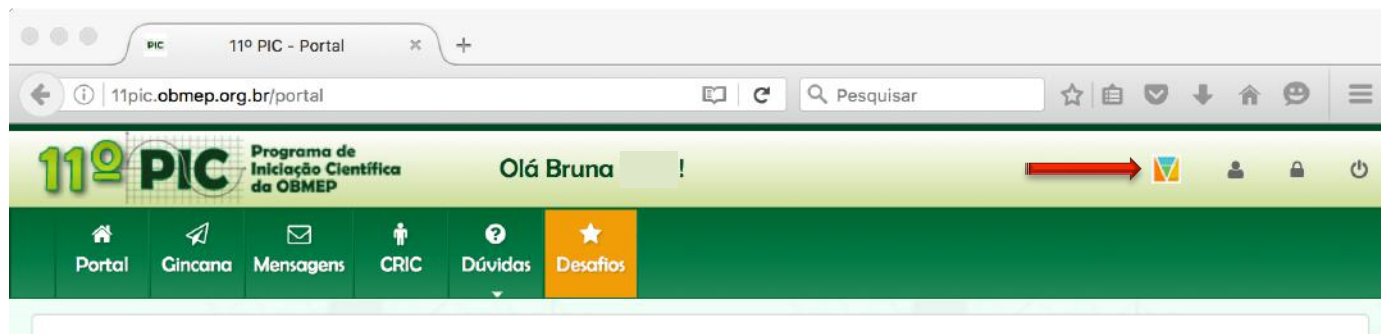 PIC 11º PIC - Portal
11pic.obmep.org.br/portal Pesquisar
11º PIC Programa de
Iniciação Científica
da OBMEP
Olá Bruna !
Portal Gincana Mensagens CRIC Dúvidas Desafios